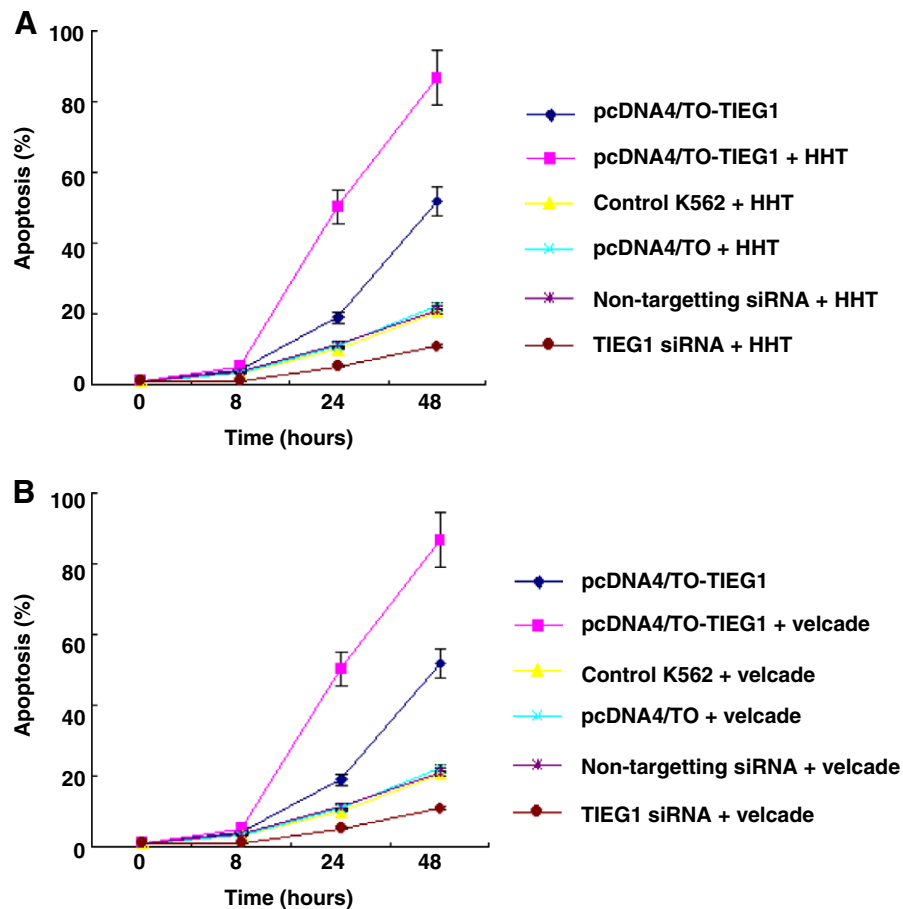 A
100
80
60
40
20
0
Apoptosis (%)
0 8 24 48
Time (hours)
pcDNA4/TO-TIEG1
pcDNA4/TO-TIEG1 + HHT
Control K562 + HHT
pcDNA4/TO + HHT
Non-targetting siRNA + HHT
TIEG1 siRNA + HHT
B
100
80
60
40
20
0
Apoptosis (%)
0 8 24 48
Time (hours)
pcDNA4/TO-TIEG1
pcDNA4/TO-TIEG1 + velcade
Control K562 + velcade
pcDNA4/TO + velcade
Non-targetting siRNA + velcade
TIEG1 siRNA + velcade